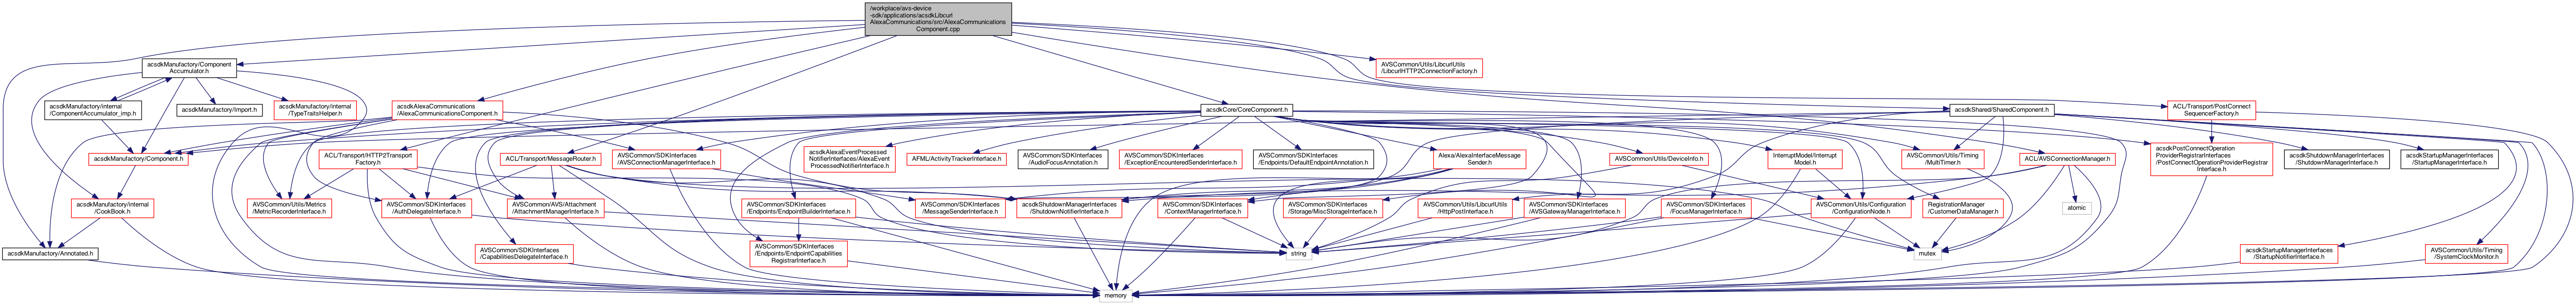 /workplace/avs-device
-sdk/applications/acsdkLibcurl
AlexaCommunications/src/AlexaCommunications
Component.cpp
acsdkManufactory/Component
Accumulator.h
AVSCommon/Utils/LibcurlUtils
/LibcurlHTTP2ConnectionFactory.h
acsdkManufactory/internal
/ComponentAccumulator_imp.h
acsdkManufactory/Import.h
acsdkManufactory/internal
/TypeTraitsHelper.h
acsdkAlexaCommunications
/AlexaCommunicationsComponent.h
acsdkCore/CoreComponent.h
acsdkShared/SharedComponent.h
ACL/Transport/PostConnect
SequencerFactory.h
acsdkManufactory/Component.h
ACL/Transport/HTTP2Transport
Factory.h
ACL/Transport/MessageRouter.h
AVSCommon/SDKInterfaces
/AVSConnectionManagerInterface.h
acsdkAlexaEventProcessed
NotifierInterfaces/AlexaEvent
ProcessedNotifierInterface.h
AFML/ActivityTrackerInterface.h
AVSCommon/SDKInterfaces
/AudioFocusAnnotation.h
AVSCommon/SDKInterfaces
/ExceptionEncounteredSenderInterface.h
AVSCommon/SDKInterfaces
/Endpoints/DefaultEndpointAnnotation.h
Alexa/AlexaInterfaceMessage
Sender.h
AVSCommon/Utils/DeviceInfo.h
InterruptModel/Interrupt
Model.h
AVSCommon/Utils/Timing
/MultiTimer.h
ACL/AVSConnectionManager.h
acsdkPostConnectOperation
ProviderRegistrarInterfaces
/PostConnectOperationProviderRegistrar
Interface.h
acsdkShutdownManagerInterfaces
/ShutdownManagerInterface.h
acsdkStartupManagerInterfaces
/StartupManagerInterface.h
acsdkManufactory/internal
/CookBook.h
AVSCommon/Utils/Metrics
/MetricRecorderInterface.h
AVSCommon/SDKInterfaces
/AuthDelegateInterface.h
AVSCommon/AVS/Attachment
/AttachmentManagerInterface.h
AVSCommon/SDKInterfaces
/Endpoints/EndpointBuilderInterface.h
AVSCommon/SDKInterfaces
/MessageSenderInterface.h
acsdkShutdownManagerInterfaces
/ShutdownNotifierInterface.h
AVSCommon/SDKInterfaces
/ContextManagerInterface.h
AVSCommon/SDKInterfaces
/Storage/MiscStorageInterface.h
AVSCommon/Utils/LibcurlUtils
/HttpPostInterface.h
AVSCommon/SDKInterfaces
/AVSGatewayManagerInterface.h
AVSCommon/SDKInterfaces
/FocusManagerInterface.h
AVSCommon/Utils/Configuration
/ConfigurationNode.h
RegistrationManager
/CustomerDataManager.h
atomic
acsdkManufactory/Annotated.h
AVSCommon/SDKInterfaces
/CapabilitiesDelegateInterface.h
AVSCommon/SDKInterfaces
/Endpoints/EndpointCapabilities
RegistrarInterface.h
string
mutex
acsdkStartupManagerInterfaces
/StartupNotifierInterface.h
AVSCommon/Utils/Timing
/SystemClockMonitor.h
memory